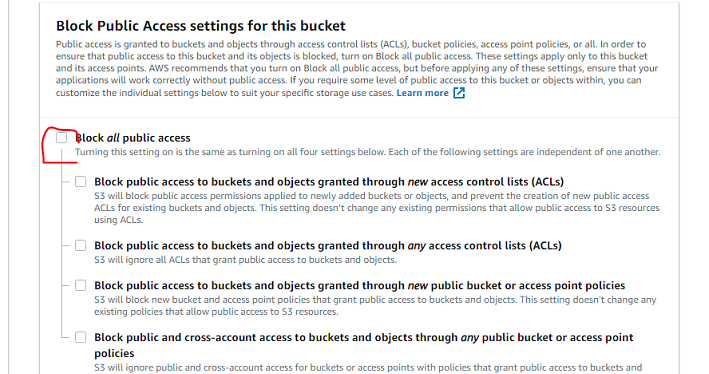 Block Public Access settings for this bucket
Public access is granted to buckets and objects through access control lists (ACLs), bucket policies, access point policies, or all. In order to
ensure that public access to this bucket and its objects is blocked, turn on Block all public access. These settings apply only to this bucket
and its access points. AWS recommends that you turn on Block all public access, but before applying any of these settings, ensure that your
applications will work correctly without public access. If you require some level of public access to this bucket or objects within, you can
customize the individual settings below to suit your specific storage use cases. Learn more
Block all public access
Turning this setting on is the same as turning on all four settings below. Each of the following settings are independent of one another.
Block public access to buckets and objects granted through new access control lists (ACLs)
S3 will block public access permissions applied to newly added buckets or objects, and prevent the creation of new public access
ACLs for existing buckets and objects. This setting doesn't change any existing permissions that allow public access to S3 resources
using ACLs.
Block public access to buckets and objects granted through any access control lists (ACLs)
S3 will ignore all ACLs that grant public access to buckets and objects.
Block public access to buckets and objects granted through new public bucket or access point policies
S3 will block new bucket and access point policies that grant public access to buckets and objects. This setting doesn't change any
existing policies that allow public access to S3 resources.
Block public and cross-account access to buckets and objects through any public bucket or access point
policies
S3 will ignore public and cross-account access for buckets or access points with policies that grant public access to buckets and